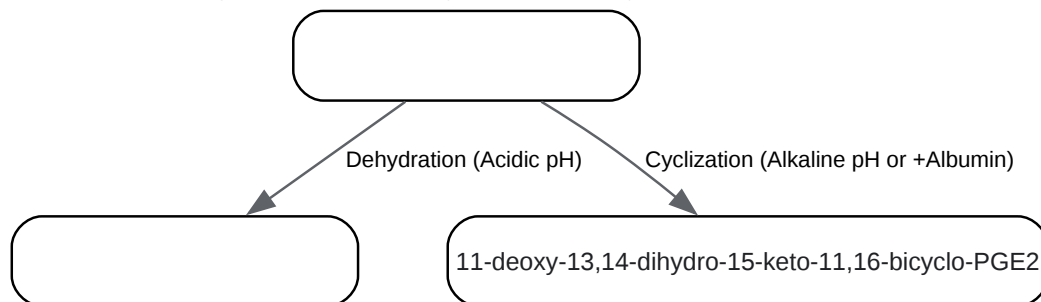 Dehydration (Acidic pH)
Cyclization (Alkaline pH or +Albumin)
11-deoxy-13,14-dihydro-15-keto-11,16-bicyclo-PGE2